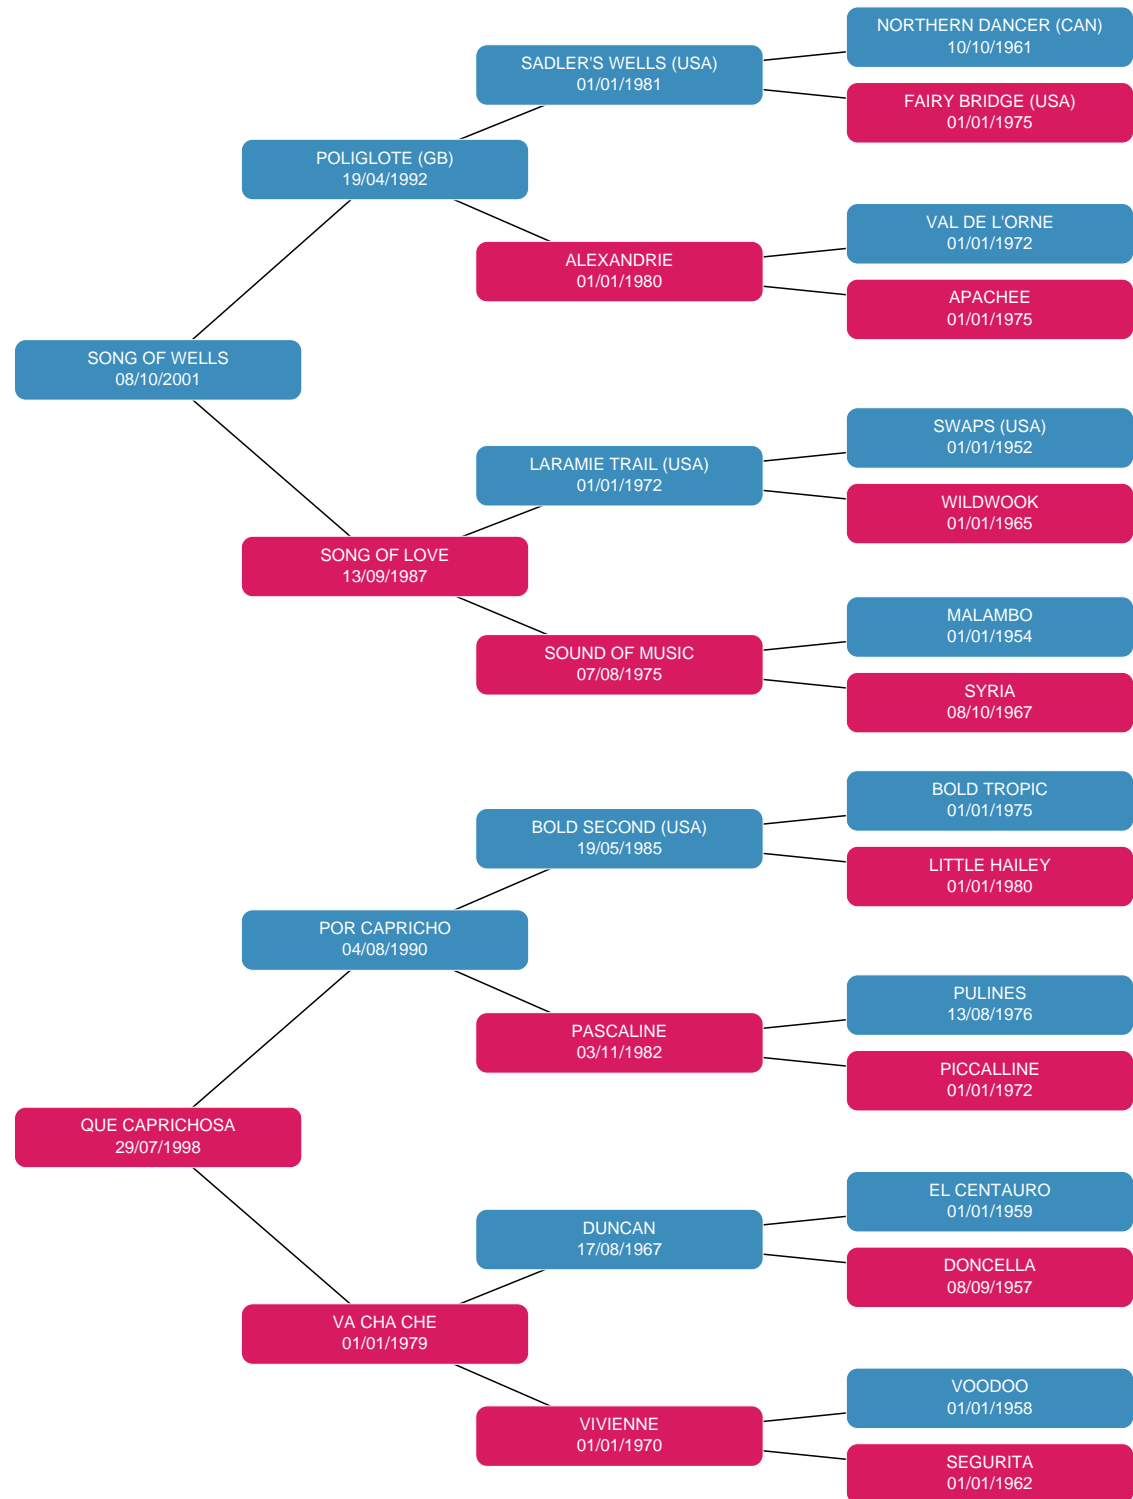 NORTHERN DANCER (CAN)
10/10/1961
SADLER'S WELLS (USA)
01/01/1981
FAIRY BRIDGE (USA)
01/01/1975
POLIGLOTE (GB)
19/04/1992
VAL DE L'ORNE
01/01/1972
ALEXANDRIE
01/01/1980
APACHEE
01/01/1975
SONG OF WELLS
08/10/2001
SWAPS (USA)
01/01/1952
LARAMIE TRAIL (USA)
01/01/1972
WILDWOOK
01/01/1965
SONG OF LOVE
13/09/1987
MALAMBO
01/01/1954
SOUND OF MUSIC
07/08/1975
SYRIA
08/10/1967
BOLD TROPIC
01/01/1975
BOLD SECOND (USA)
19/05/1985
LITTLE HAILEY
01/01/1980
POR CAPRICHO
04/08/1990
PULINES
13/08/1976
PASCALINE
03/11/1982
PICCALLINE
01/01/1972
QUE CAPRICHOSA
29/07/1998
EL CENTAURO
01/01/1959
DUNCAN
17/08/1967
DONCELLA
08/09/1957
VA CHA CHE
01/01/1979
VOODOO
01/01/1958
VIVIENNE
01/01/1970
SEGURITA
01/01/1962